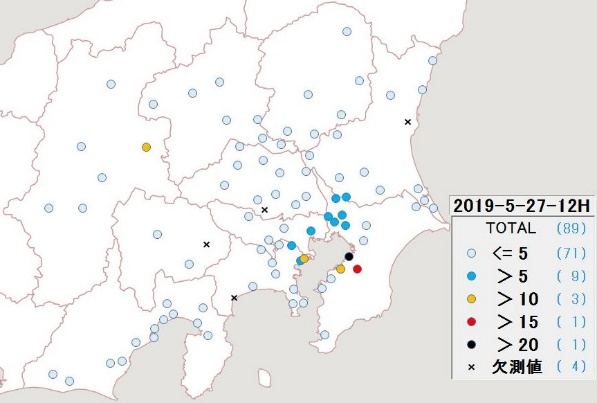 2019-5-27-12H
TOTAL (89)
<= 5 (71)
> 5 (9)
> 10 (3)
> 15 (1)
> 20 (1)
× 欠測値 (4)